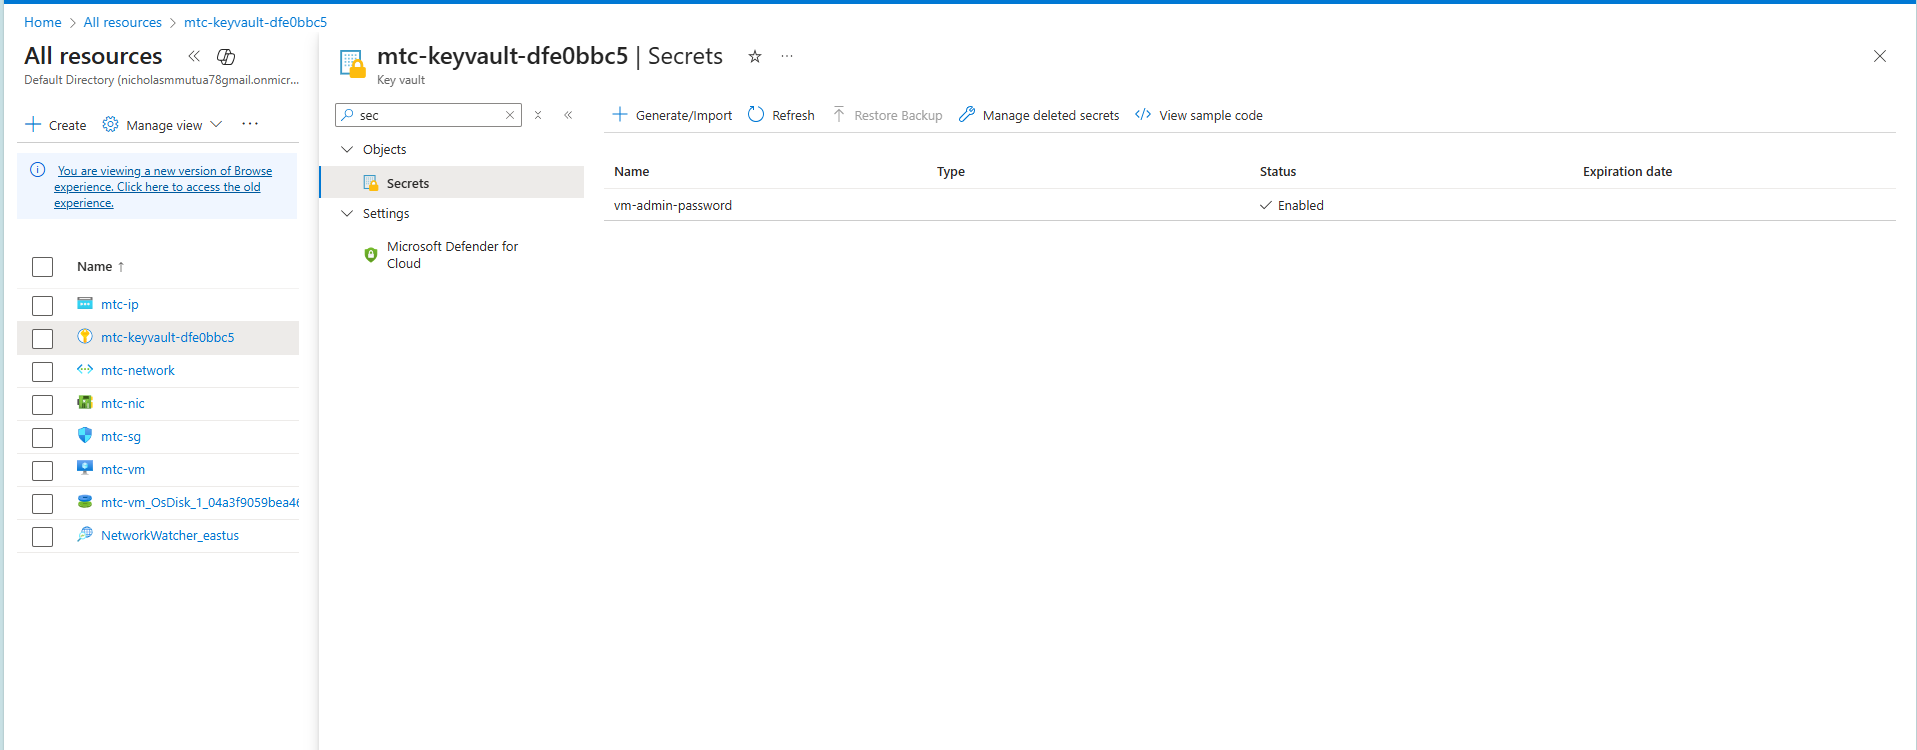 Home > All resources > mtc-keyvault-dfe0bbc5
All resources
Default Directory (nicholasmmutua78gmail.onmicr...
Create Manage view ...
You are viewing a new version of Browse
experience. Click here to access the old
experience.
Name ↑
mtc-ip
mtc-keyvault-dfe0bbc5
mtc-network
mtc-nic
mtc-sg
mtc-vm
mtc-vm_OsDisk_1_04a3f9059bea46
NetworkWatcher_eastus
mtc-keyvault-dfe0bbc5 | Secrets ...
Key vault
sec
Objects
Secrets
Settings
Microsoft Defender for
Cloud
Generate/Import Refresh Restore Backup Manage deleted secrets View sample code
Name Type Status Expiration date
vm-admin-password Enabled